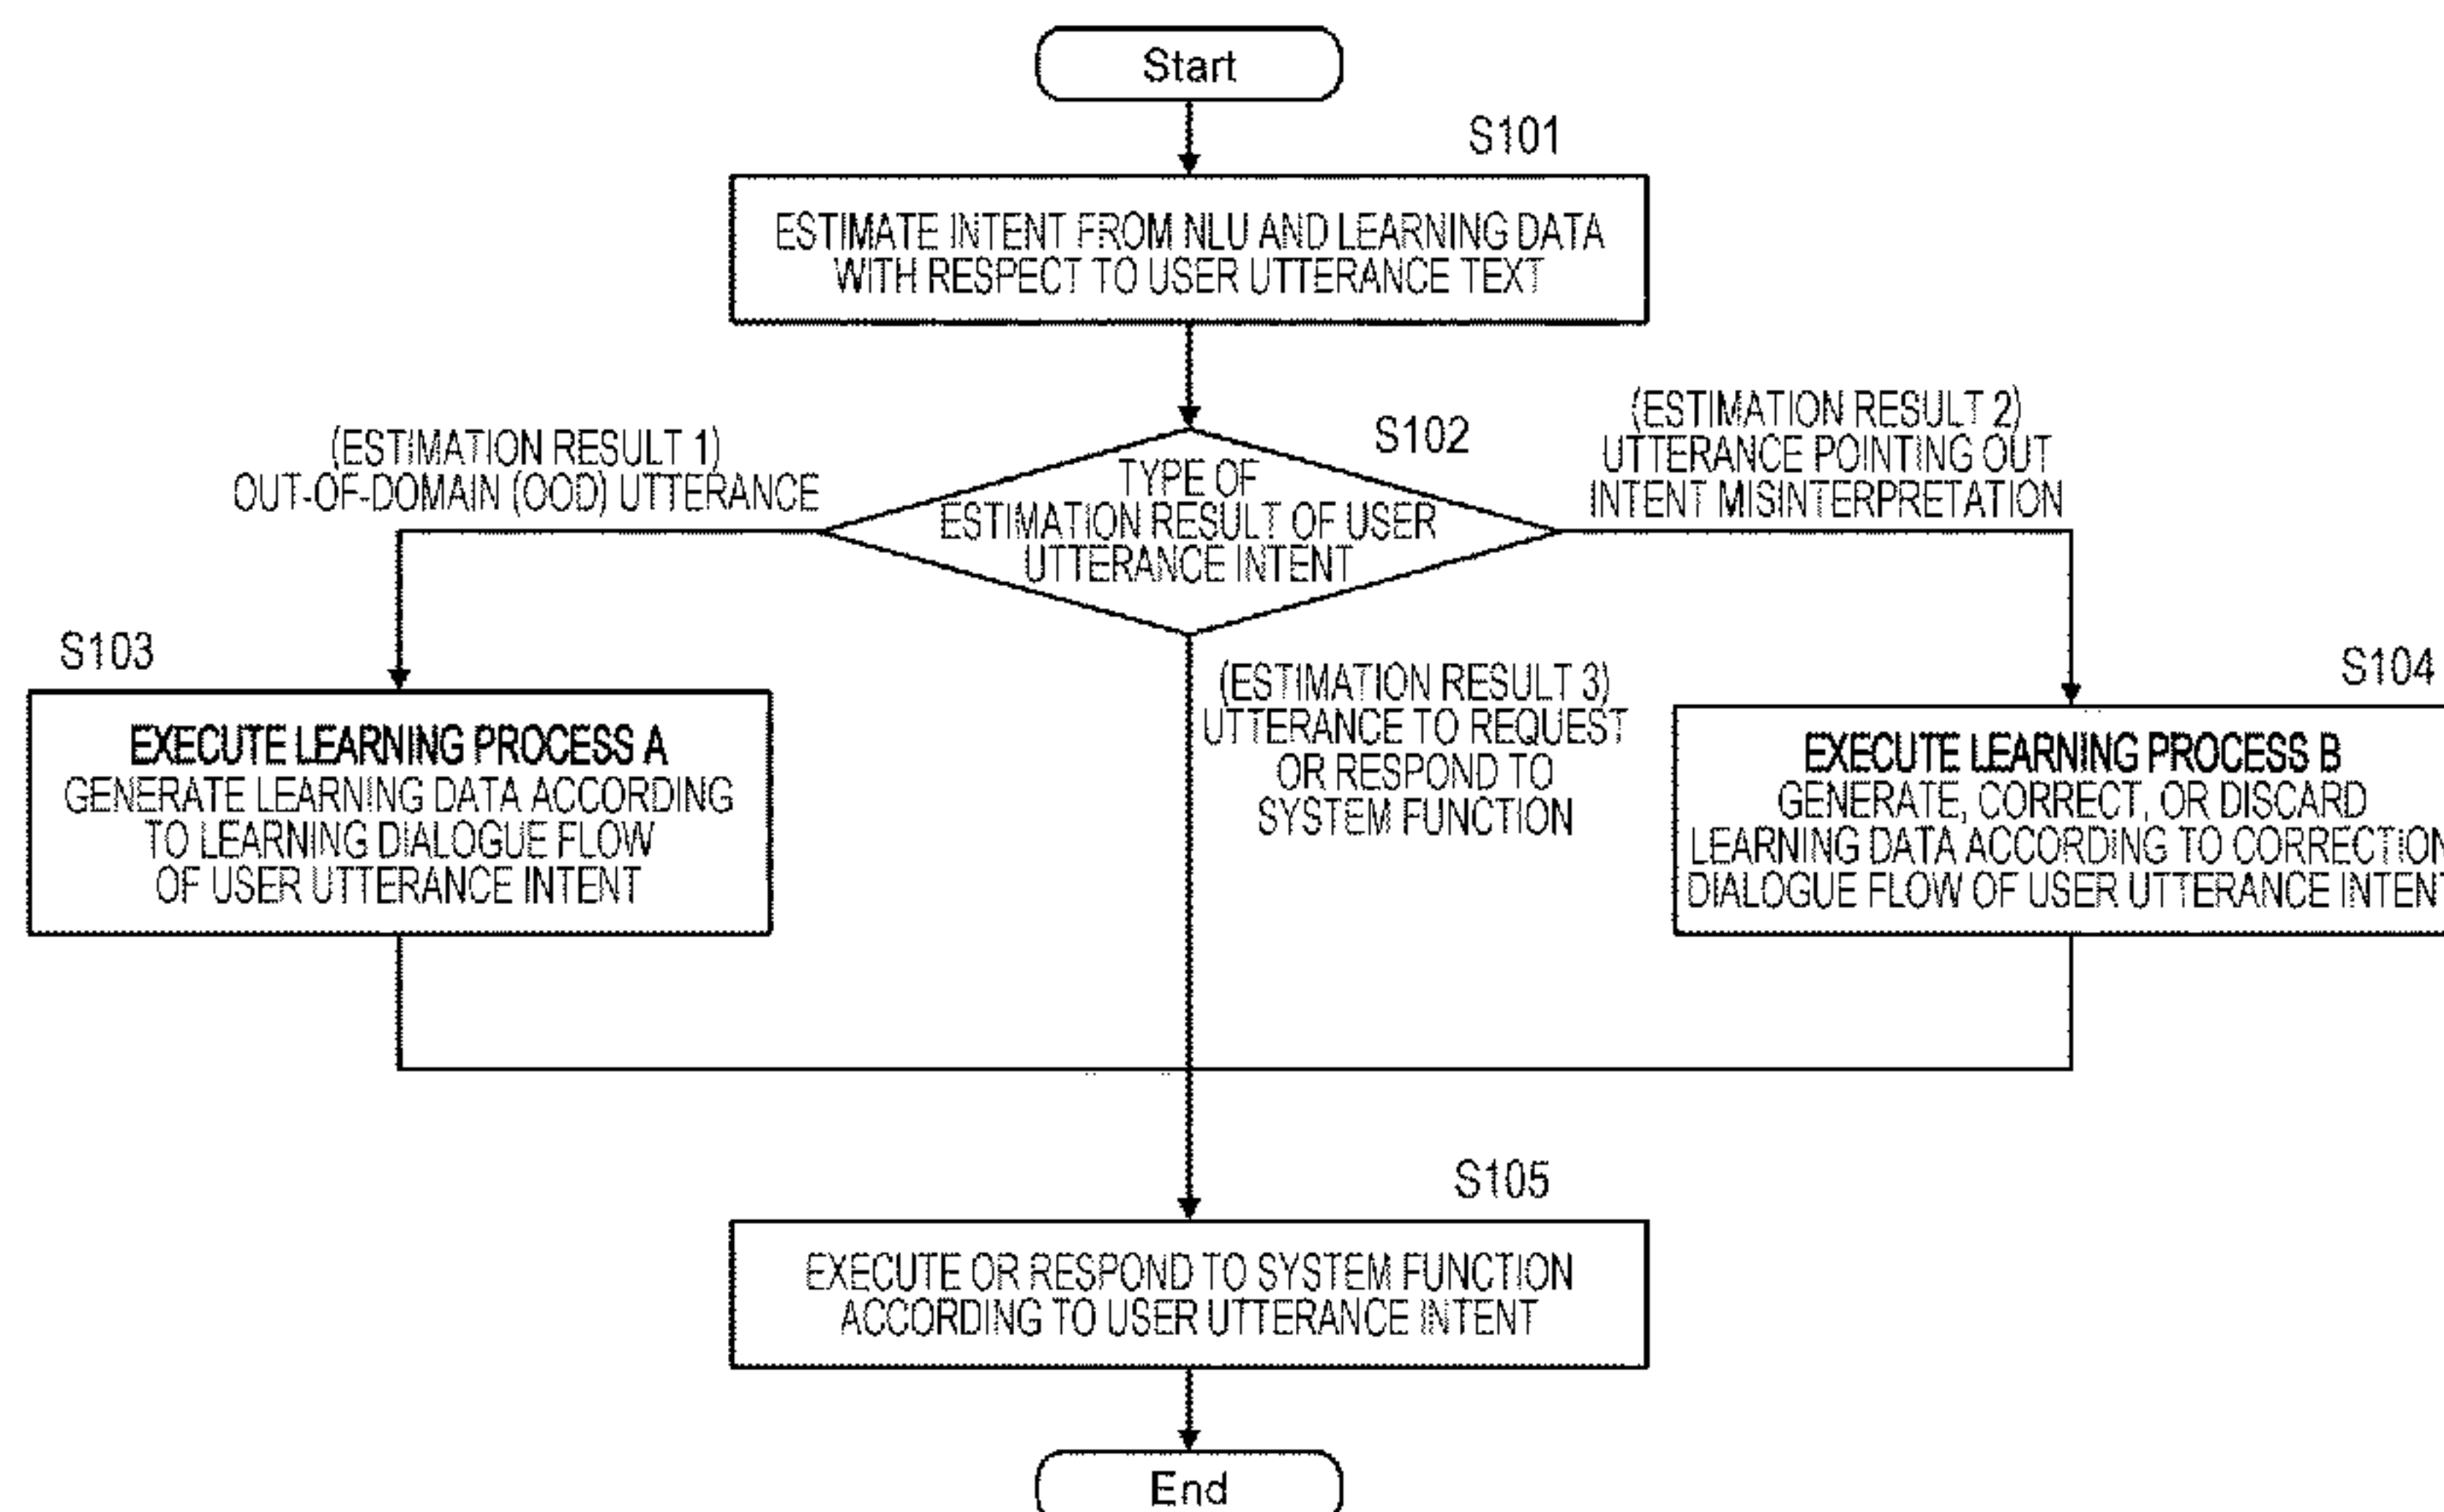 Start
S101
ESTIMATE INTENT FROM NLU AND LEARNING DATA
WITH RESPECT TO USER UTTERANCE TEXT
S102
TYPE OF
ESTIMATION RESULT OF USER
UTTERANCE INTENT
(ESTIMATION RESULT 1)
OUT-OF-DOMAIN (OOD) UTTERANCE
(ESTIMATION RESULT 2)
UTTERANCE POINTING OUT
INTENT MISINTERPRETATION
(ESTIMATION RESULT 3)
UTTERANCE TO REQUEST
OR RESPOND TO
SYSTEM FUNCTION
S103
EXECUTE LEARNING PROCESS A
GENERATE LEARNING DATA ACCORDING
TO LEARNING DIALOGUE FLOW
OF USER UTTERANCE INTENT
S104
EXECUTE LEARNING PROCESS B
GENERATE, CORRECT, OR DISCARD
LEARNING DATA ACCORDING TO CORRECTION
DIALOGUE FLOW OF USER UTTERANCE INTENT
S105
EXECUTE OR RESPOND TO SYSTEM FUNCTION
ACCORDING TO USER UTTERANCE INTENT
End